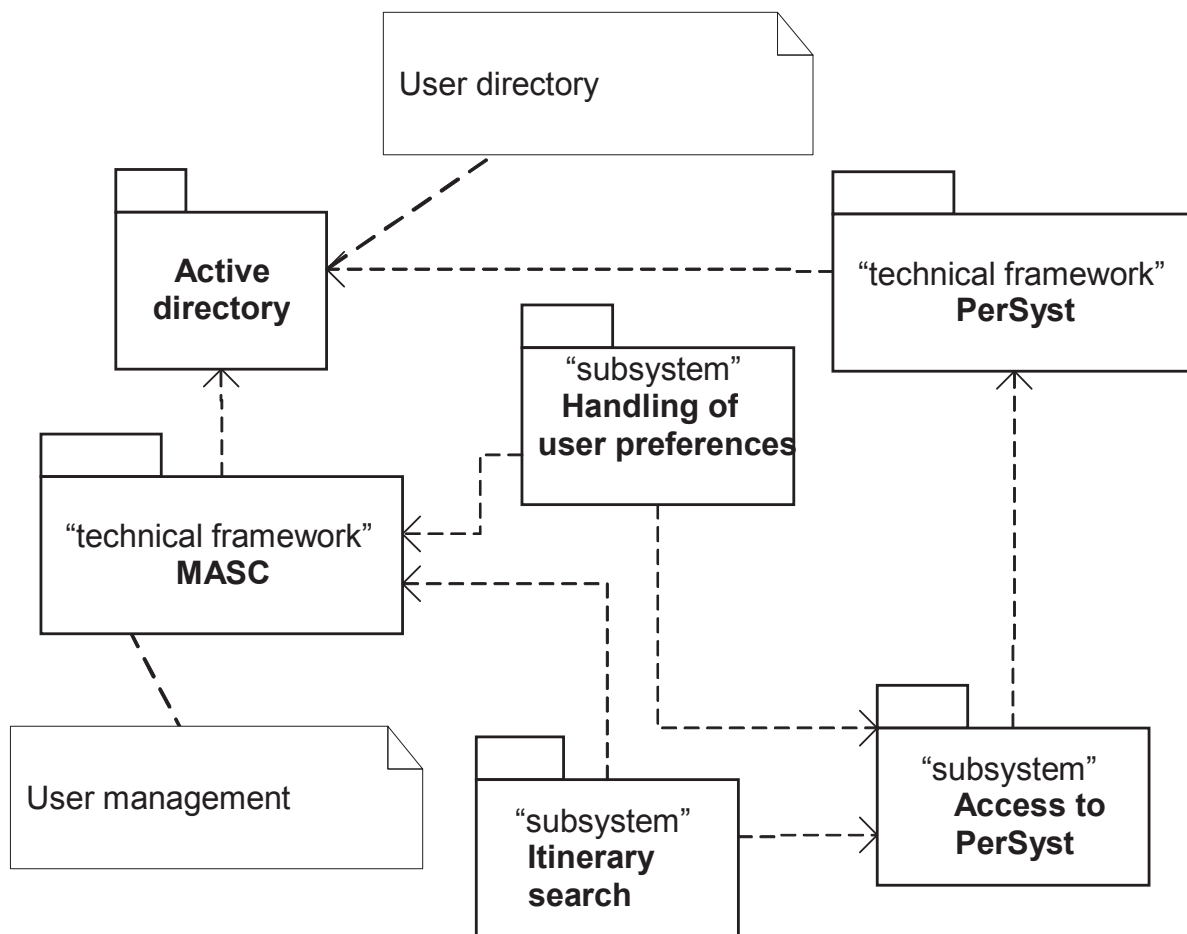 User directory
Active
directory
“technical framework”
PerSyst
“subsystem”
Handling of
user preferences
“technical framework”
MASC
User management
“subsystem”
Itinerary
search
“subsystem”
Access to
PerSyst